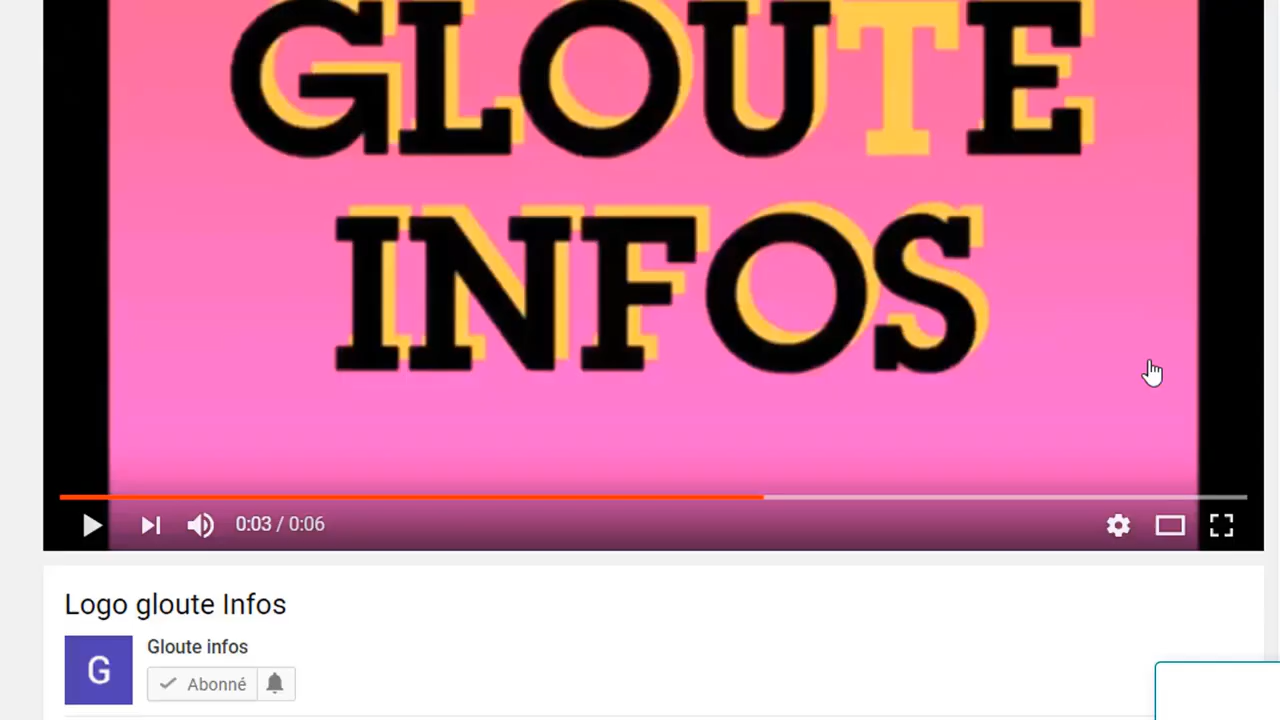 GLOUTE
INFOS
0:03 / 0:06
Logo gloute Infos
G
Gloute infos
Abonné